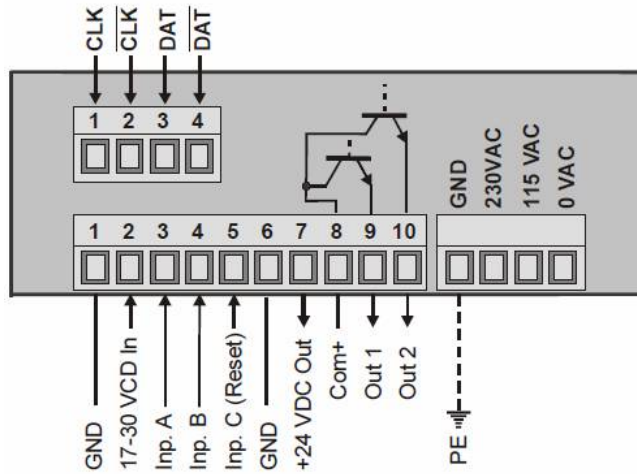 CLK
C̅L̅K̅
DAT
D̅A̅T̅
1 2 3 4
GND
230VAC
115 VAC
0 VAC
1 2 3 4 5 6 7 8 9 10
GND
17-30 VCD In
Inp. A
Inp. B
Inp. C (Reset)
GND
+24 VDC Out
Com+
Out 1
Out 2
PE